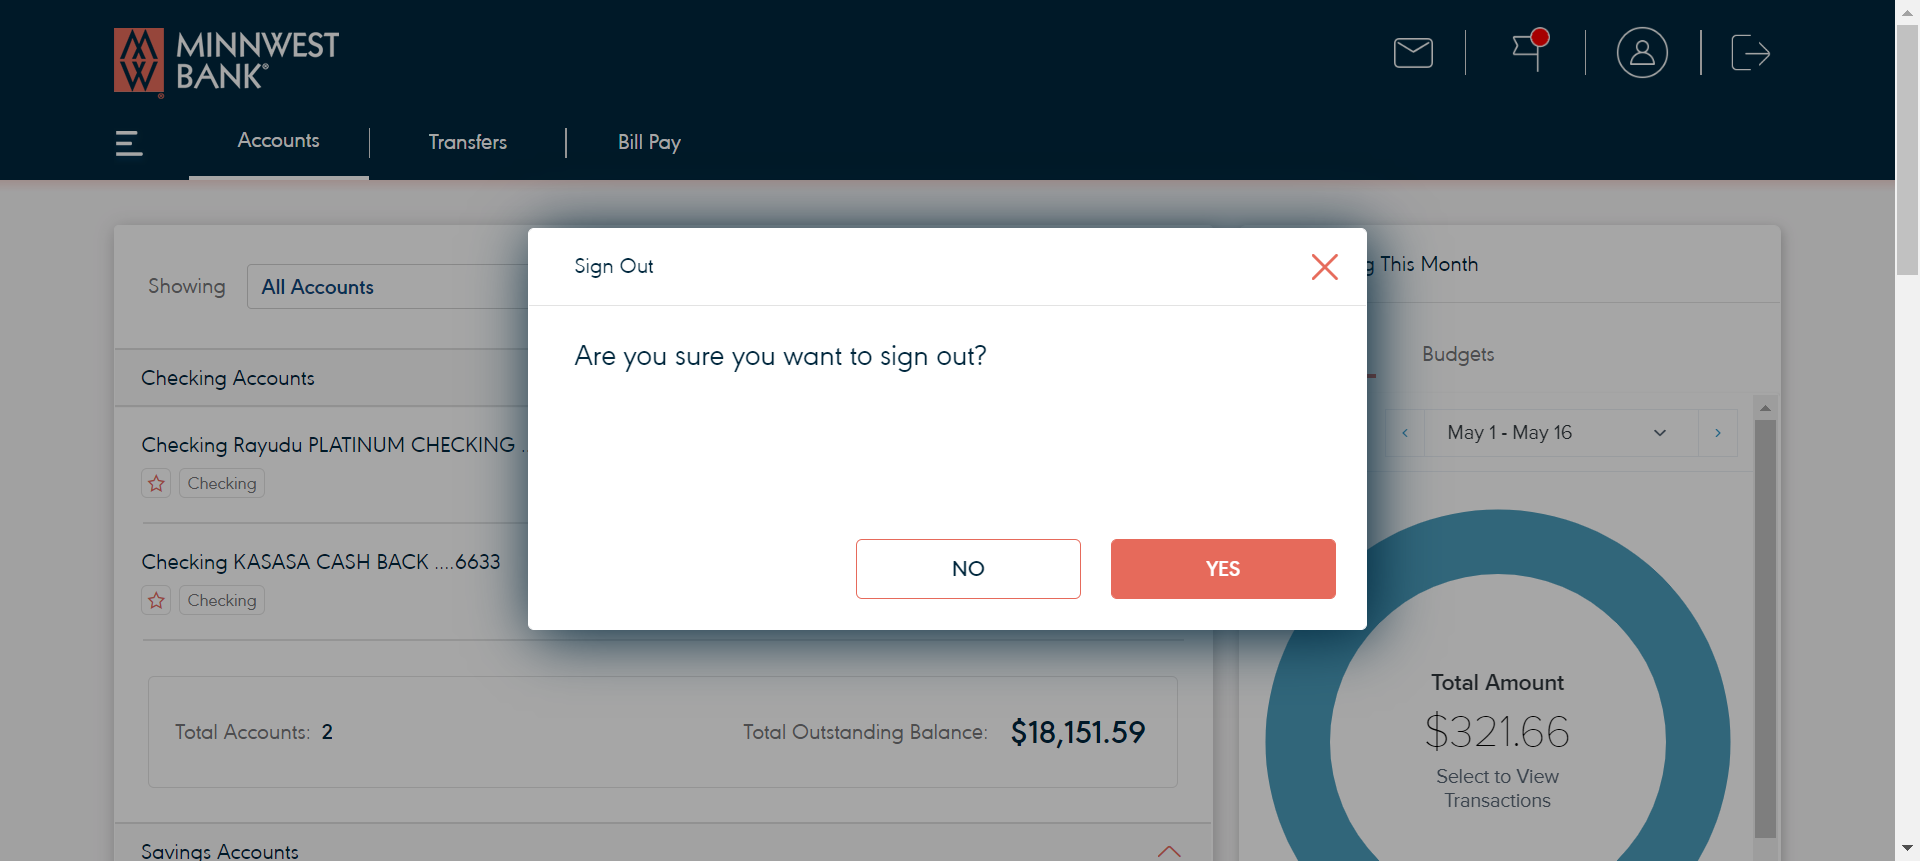 MINNWEST
BANK®
Accounts
Transfers
Bill Pay
Sign Out
Are you sure you want to sign out?
NO
YES
Showing
All Accounts
Checking Accounts
Checking Rayudu PLATINUM CHECKING
Checking
Checking KASASA CASH BACK ....6633
Checking
Total Accounts: 2
Total Outstanding Balance: $18,151.59
Savings Accounts
This Month
Budgets
May 1 - May 16
Total Amount
$321.66
Select to View
Transactions